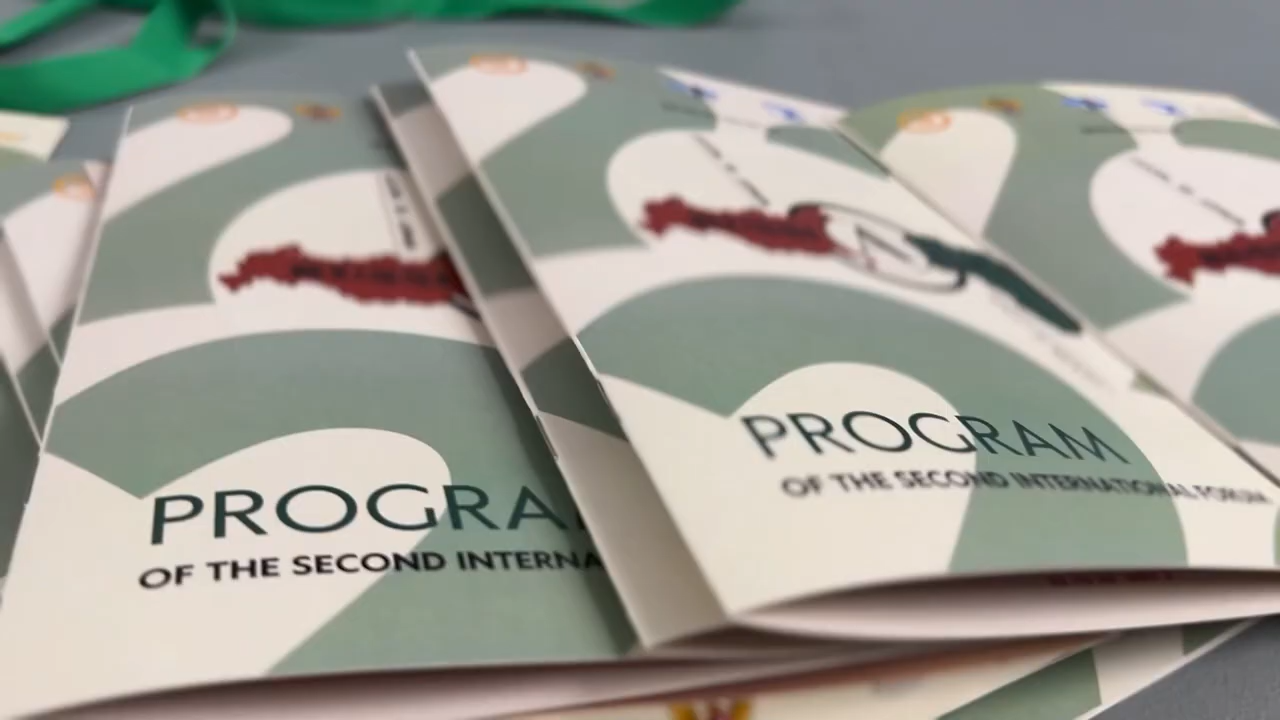 PROGRAM
OF THE SECOND INTERNATIONAL FORUM
PROGRA
OF THE SECOND INTERNA